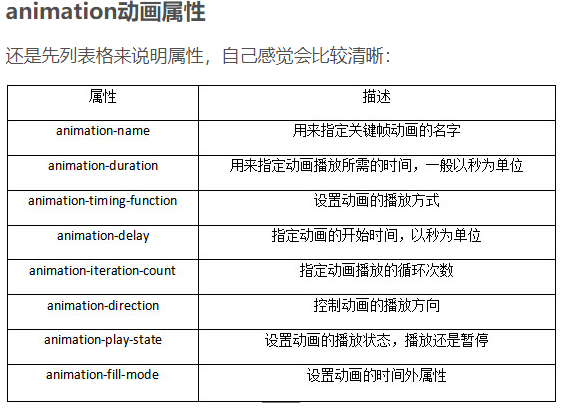 animation动画属性
还是先列表格来说明属性，自己感觉会比较清晰：
属性 描述
animation-name 用来指定关键帧动画的名字
animation-duration 用来指定动画播放所需的时间，一般以秒为单位
animation-timing-function 设置动画的播放方式
animation-delay 指定动画的开始时间，以秒为单位
animation-iteration-count 指定动画播放的循环次数
animation-direction 控制动画的播放方向
animation-play-state 设置动画的播放状态，播放还是暂停
animation-fill-mode 设置动画的时间外属性